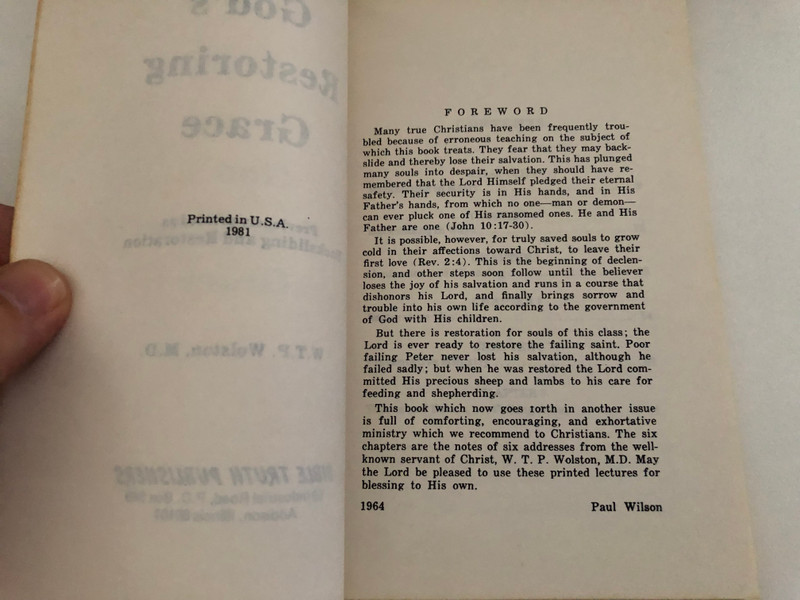 God's
Restoring
Grace
Printed in U.S.A.
1981
W.T.P. Wolston, M.D.
TRUTH PUBLISHERS
FOREWORD
Many true Christians have been frequently trou-
bled because of erroneous teaching on the subject of
which this book treats. They fear that they may back-
slide and thereby lose their salvation. This has plunged
many souls into despair, when they should have re-
membered that the Lord Himself pledged their eternal
safety. Their security is in His hands, and in His
Father's hands, from which no one—man or demon—
can ever pluck one of His ransomed ones. He and His
Father are one (John 10:17-30).
It is possible, however, for truly saved souls to grow
cold in their affections toward Christ, to leave their
first love (Rev. 2:4). This is the beginning of declen-
sion, and other steps soon follow until the believer
loses the joy of his salvation and runs in a course that
dishonors his Lord, and finally brings sorrow and
trouble into his own life according to the government
of God with His children.
But there is restoration for souls of this class; the
Lord is ever ready to restore the failing saint. Poor
failing Peter never lost his salvation, although he
failed sadly; but when he was restored the Lord com-
mitted His precious sheep and lambs to his care for
feeding and shepherding.
This book which now goes forth in another issue
is full of comforting, encouraging, and exhortative
ministry which we recommend to Christians. The six
chapters are the notes of six addresses from the well-
known servant of Christ, W. T. P. Wolston, M.D. May
the Lord be pleased to use these printed lectures for
blessing to His own.
1964 Paul Wilson